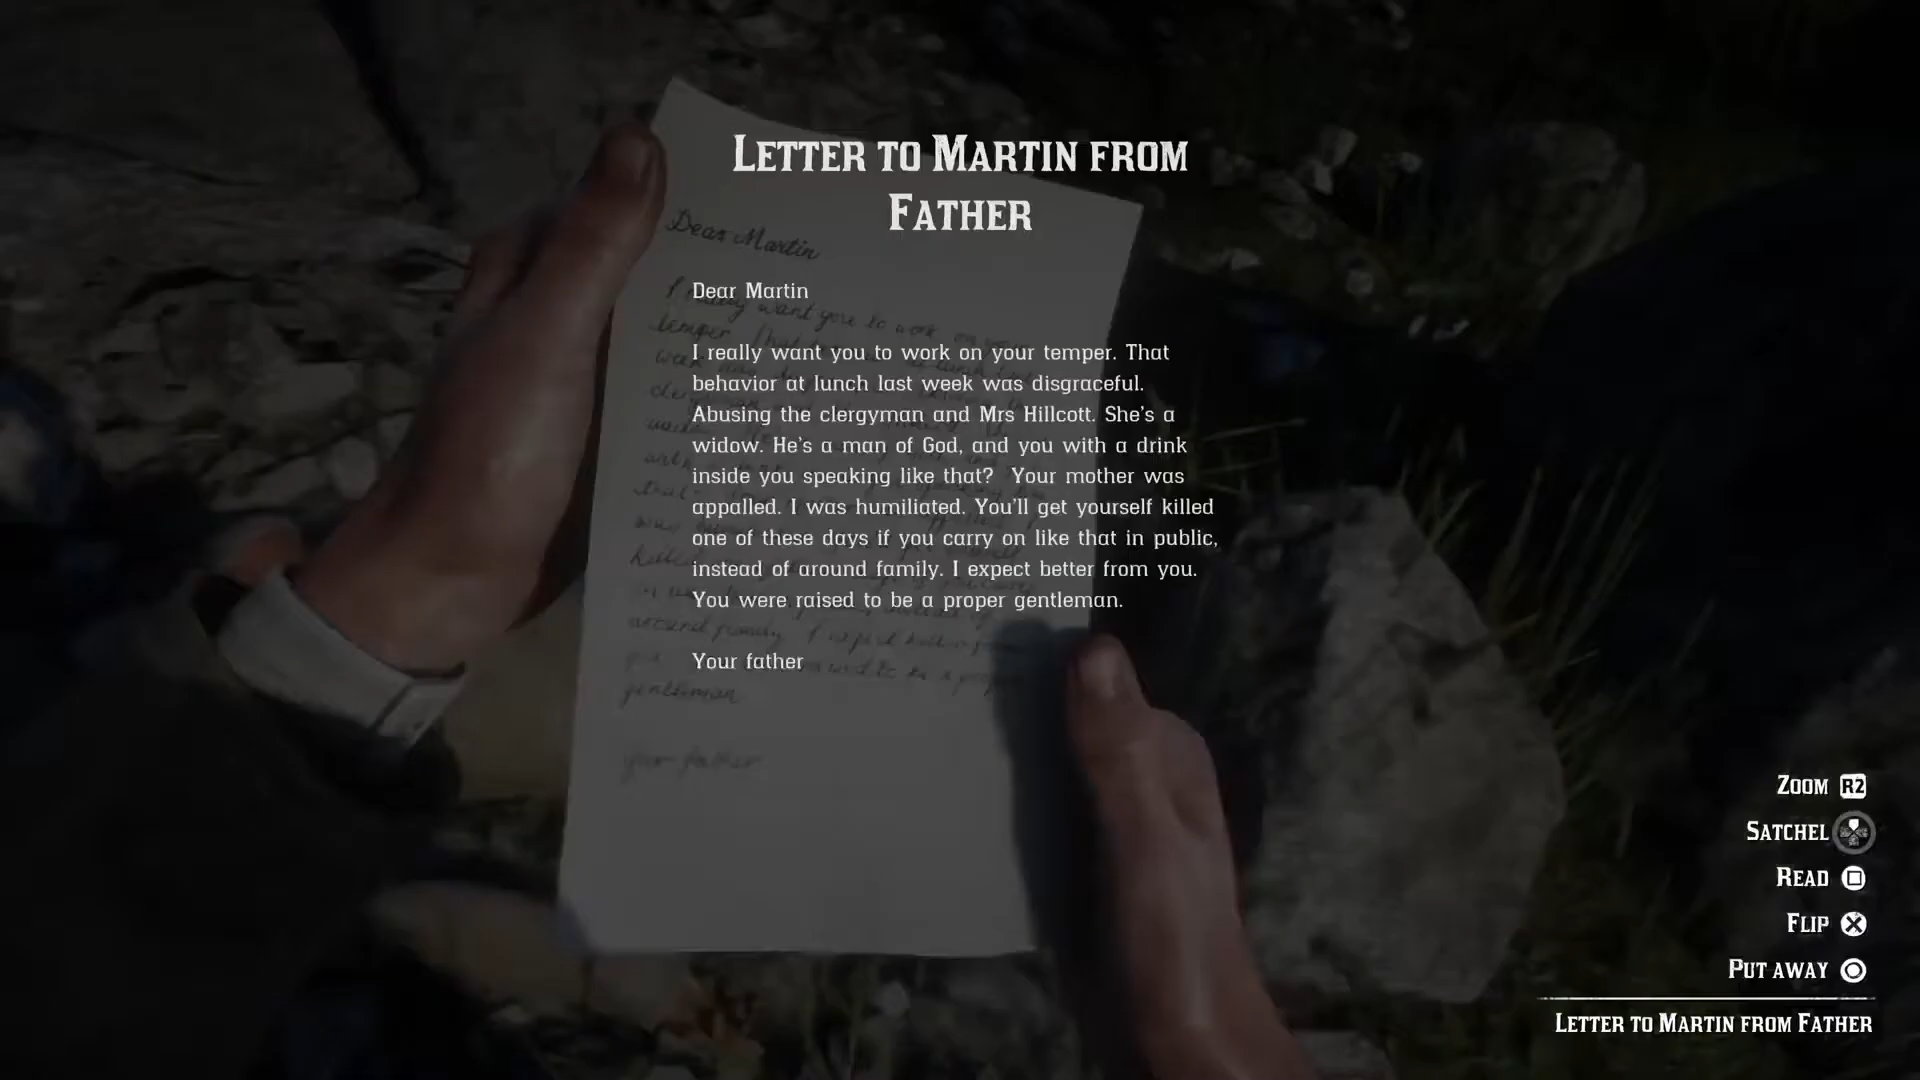 LETTER TO MARTIN FROM
FATHER
Dear Martin
Dear Martin
I really want you to work on your temper. That
behavior at lunch last week was disgraceful.
Abusing the clergyman and Mrs Hillcott. She's a
widow. He's a man of God, and you with a drink
inside you speaking like that?  Your mother was
appalled. I was humiliated. You'll get yourself killed
one of these days if you carry on like that in public,
instead of around family. I expect better from you.
You were raised to be a proper gentleman.
Your father
gentleman
Your father
ZOOM R2
SATCHEL
READ
FLIP
PUT AWAY
LETTER TO MARTIN FROM FATHER